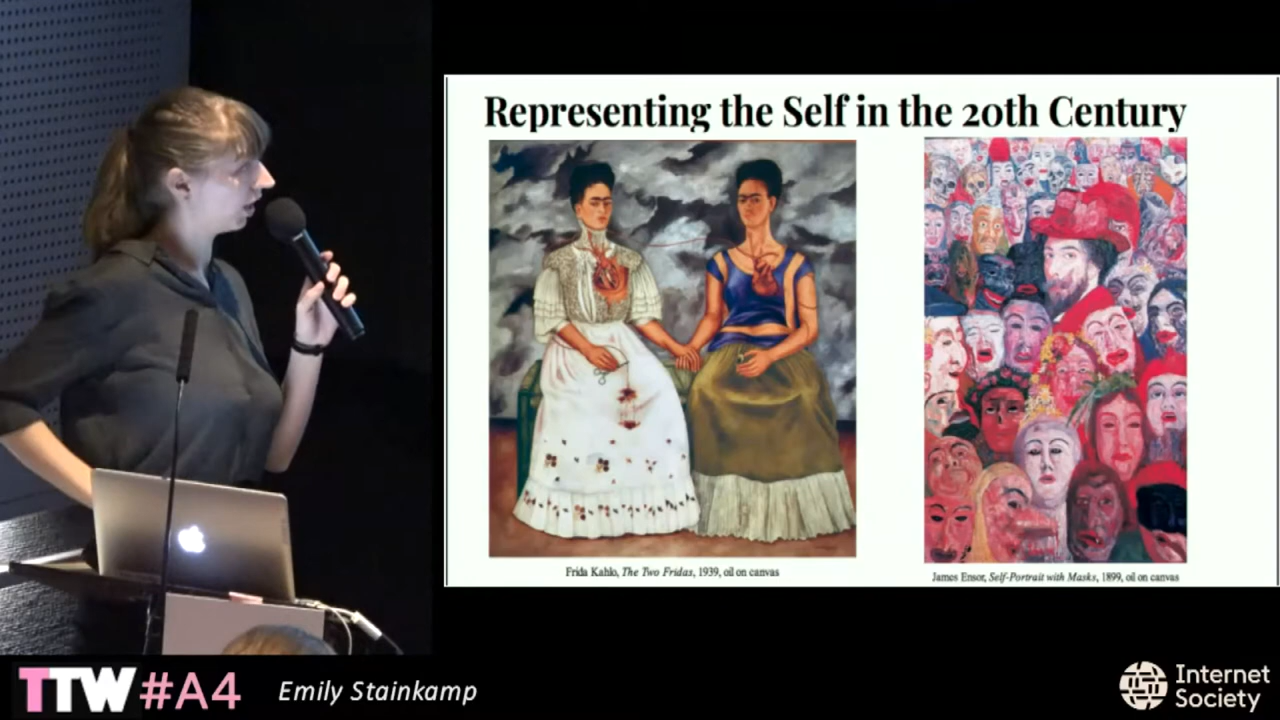 Representing the Self in the 20th Century
Frida Kahlo, The Two Fridas, 1939, oil on canvas
James Ensor, Self-Portrait with Masks, 1899, oil on canvas
TTW #A4
Emily Stainkamp
Internet
Society